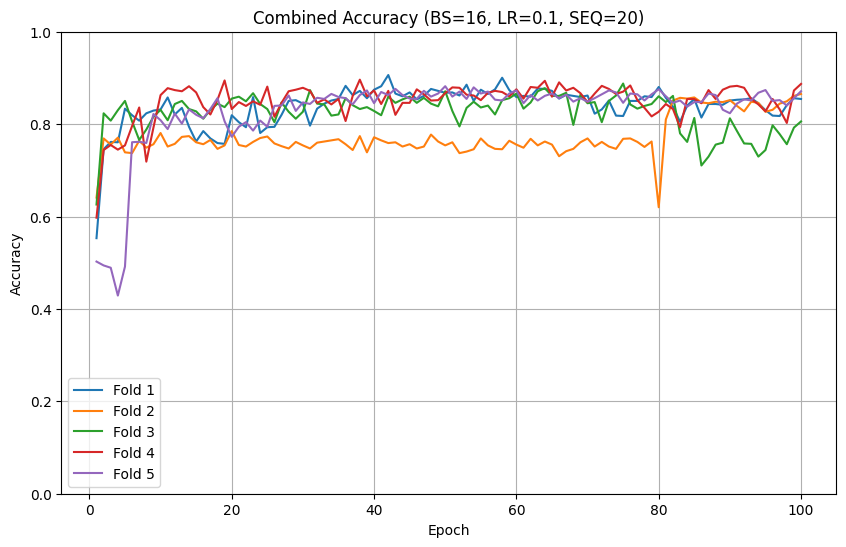 Combined Accuracy (BS=16, LR=0.1, SEQ=20)
1.0
0.8
0.6
0.4
0.2
0.0
Accuracy
Fold 1
Fold 2
Fold 3
Fold 4
Fold 5
0 20 40 60 80 100
Epoch